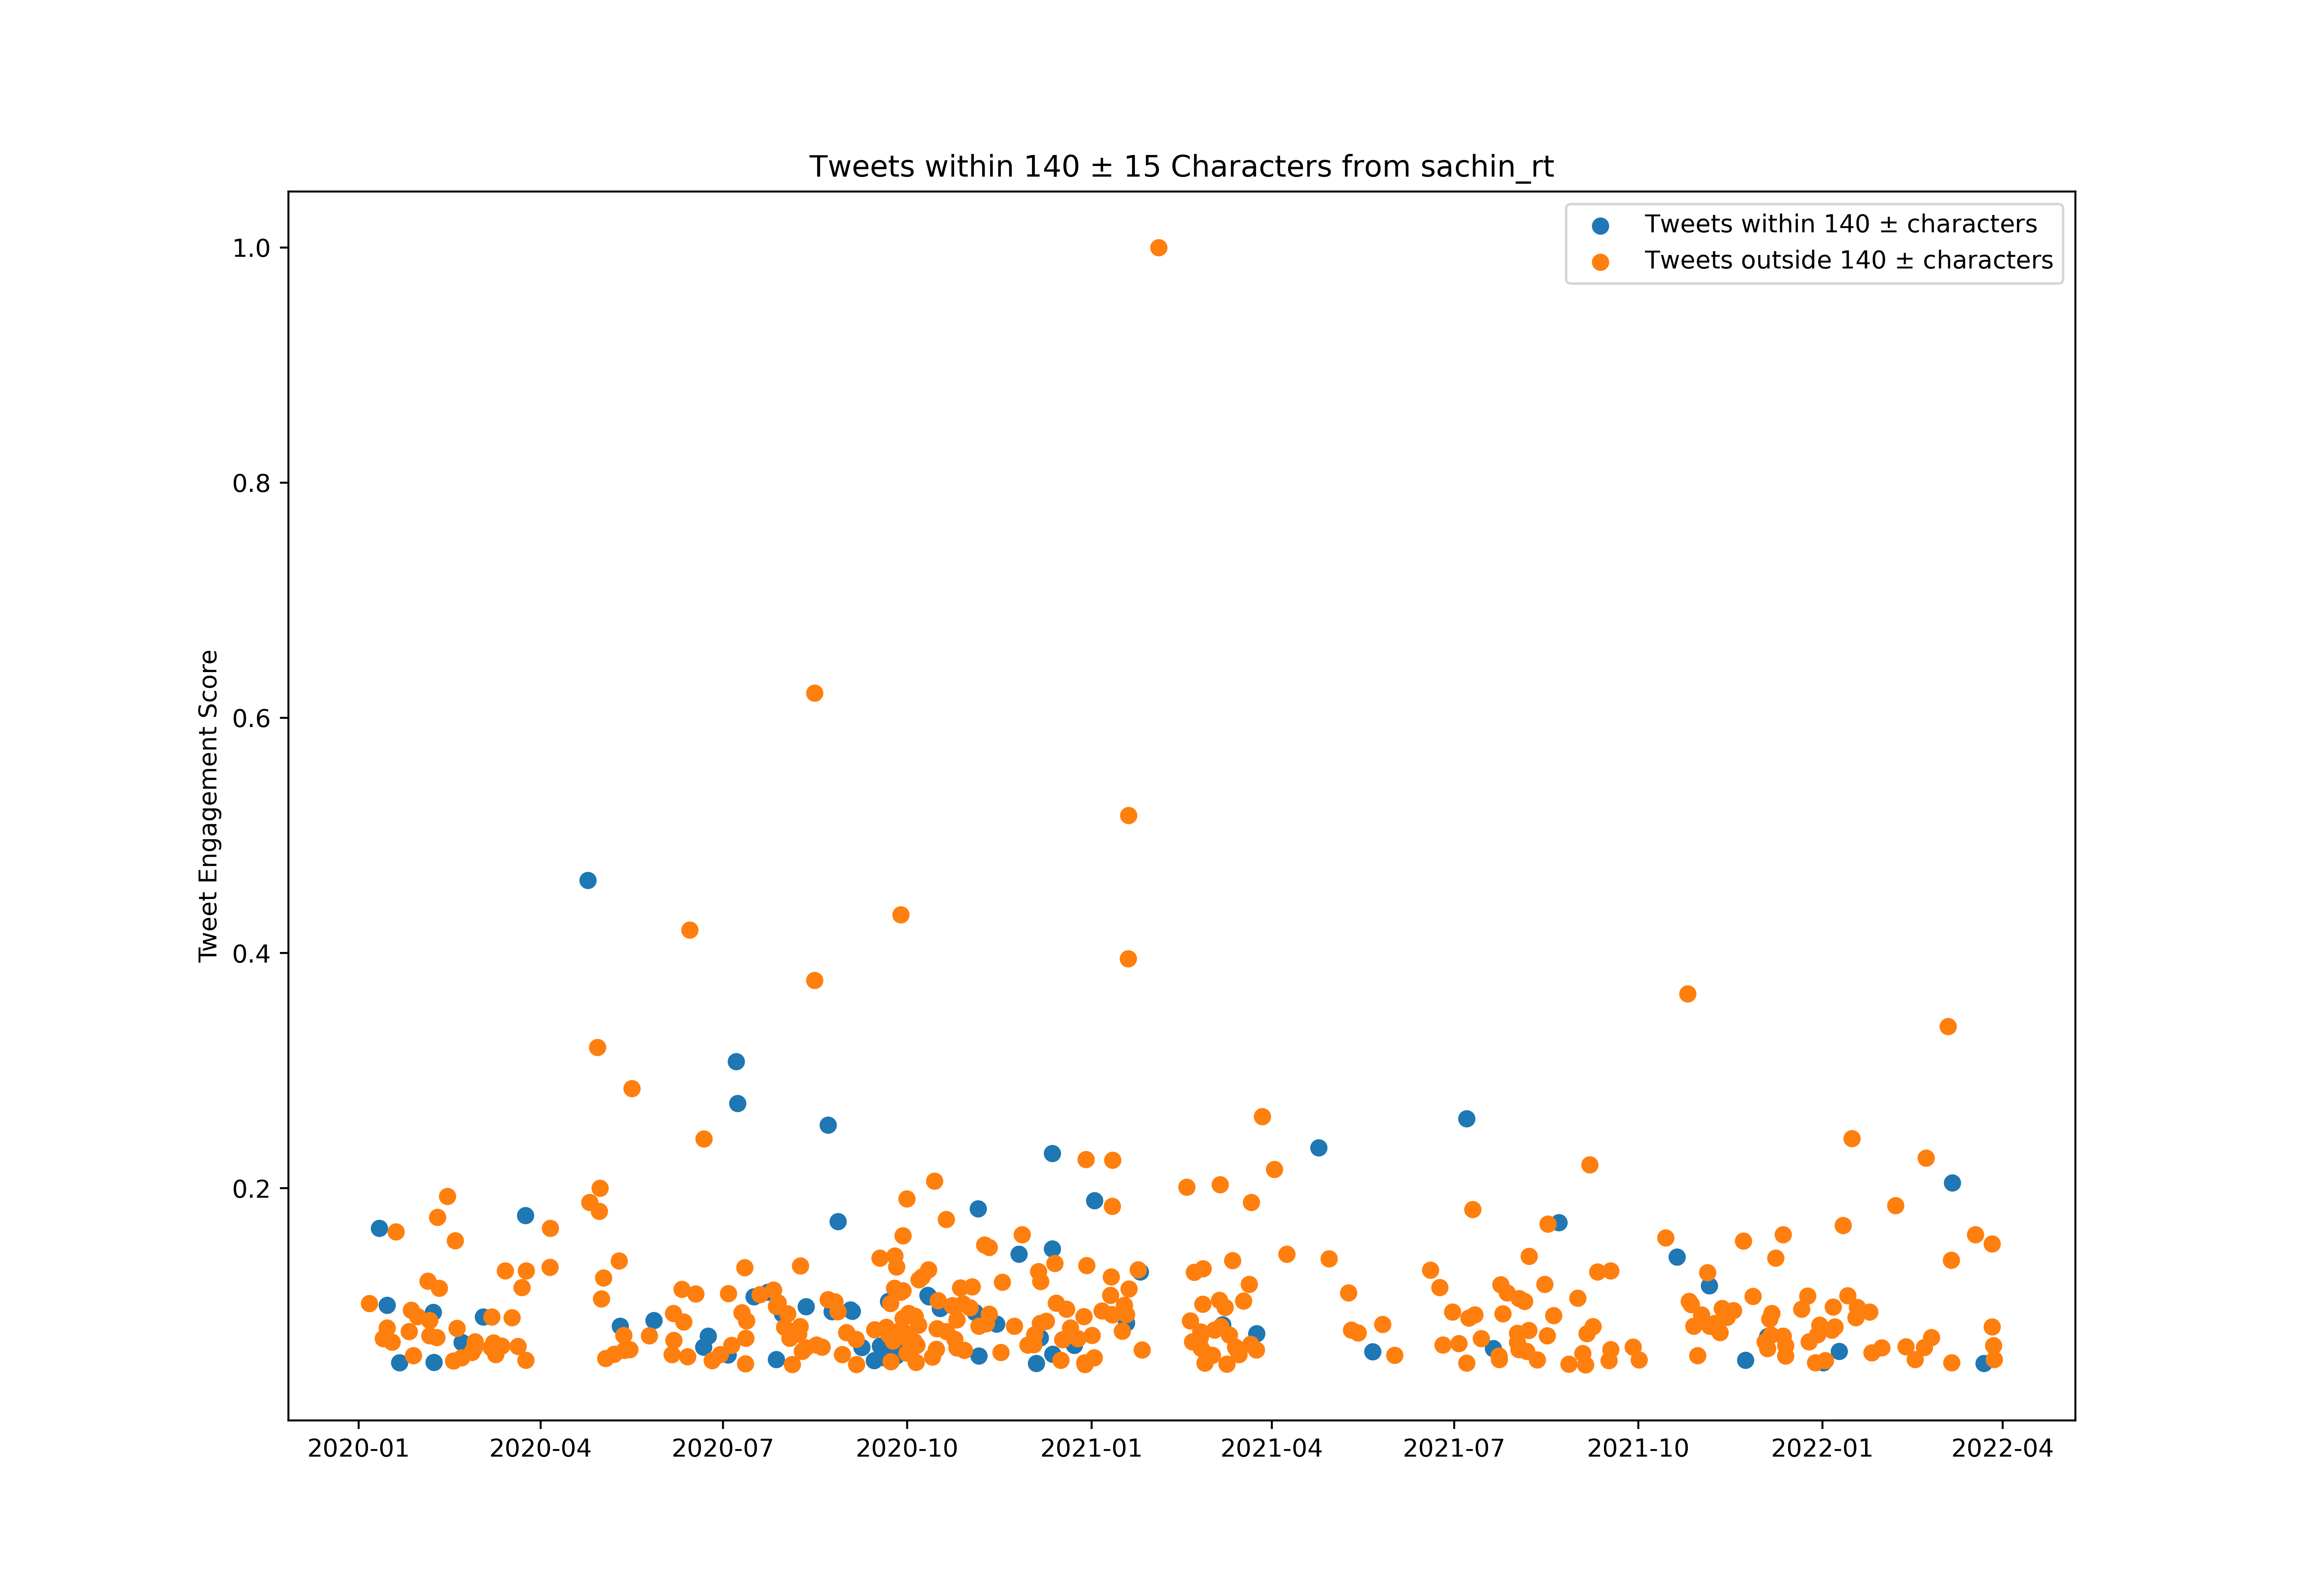 Tweets within 140 ± 15 Characters from sachin_rt
Tweets within 140 ± characters
Tweets outside 140 ± characters
Tweet Engagement Score
1.0
0.8
0.6
0.4
0.2
2020-01 2020-04 2020-07 2020-10 2021-01 2021-04 2021-07 2021-10 2022-01 2022-04